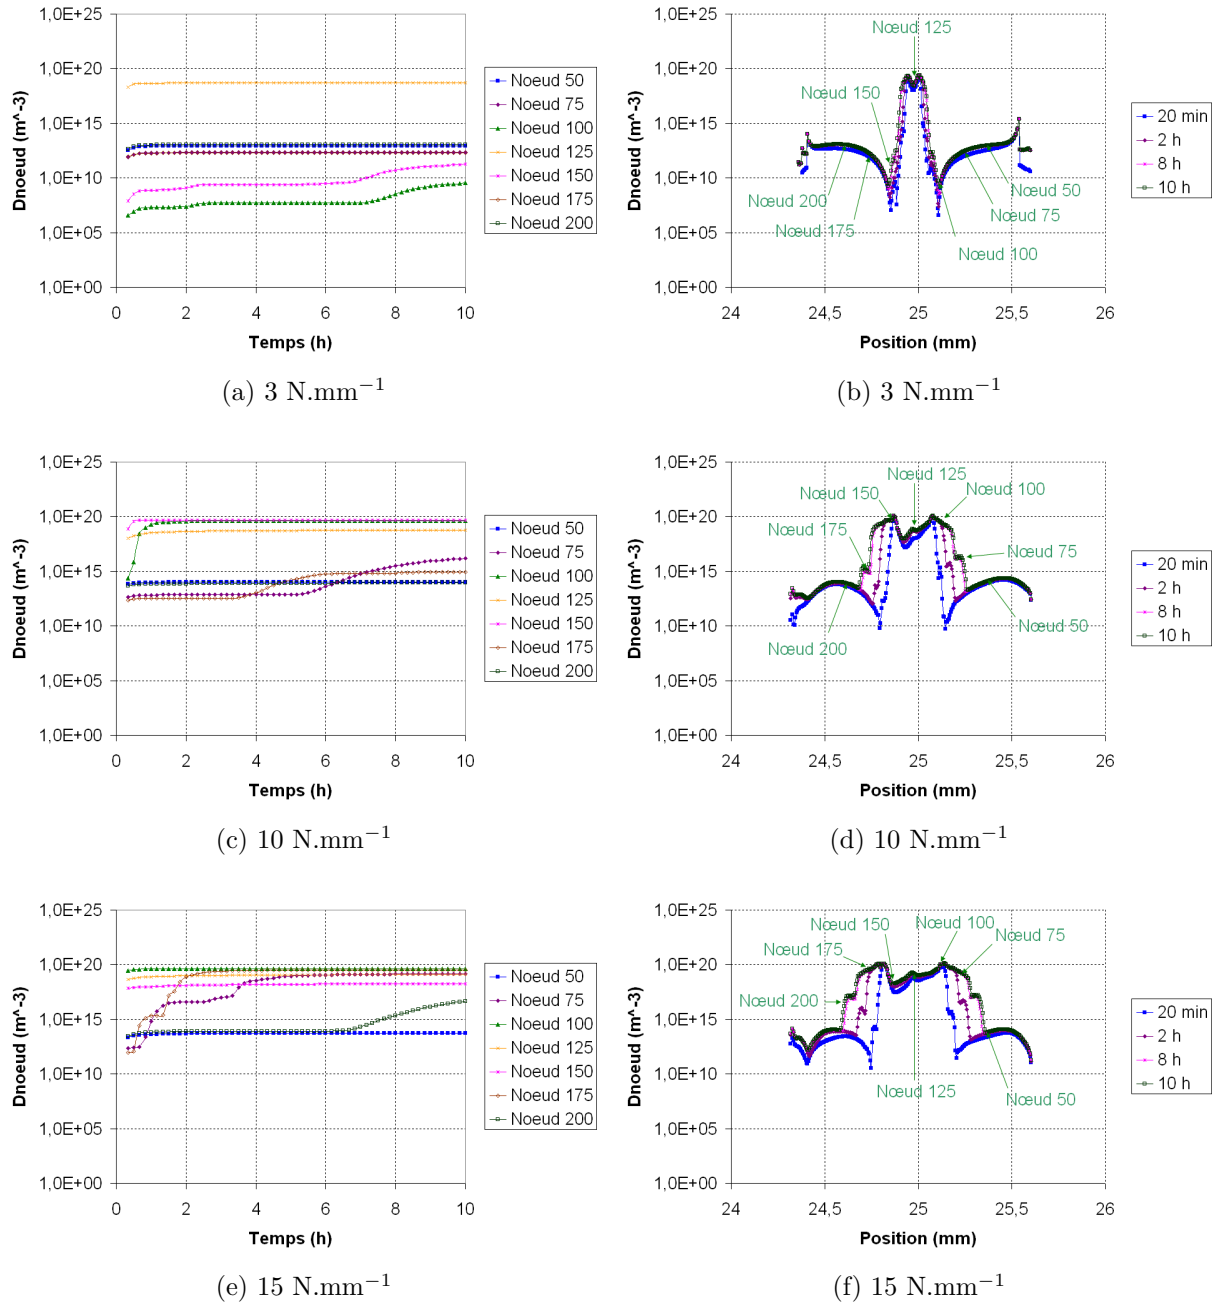 1,0E+25
1,0E+20
1,0E+15
1,0E+10
1,0E+05
1,0E+00
Dnoeud (m^-3)
0 2 4 6 8 10
Temps (h)
Noeud 50
Noeud 75
Noeud 100
Noeud 125
Noeud 150
Noeud 175
Noeud 200
(a) 3 N.mm⁻¹
1,0E+25
1,0E+20
1,0E+15
1,0E+10
1,0E+05
1,0E+00
Dnoeud (m^-3)
Nœud 125
Nœud 150
Nœud 200
Nœud 175
Nœud 50
Nœud 75
Nœud 100
24 24,5 25 25,5 26
Position (mm)
20 min
2 h
8 h
10 h
(b) 3 N.mm⁻¹
1,0E+25
1,0E+20
1,0E+15
1,0E+10
1,0E+05
1,0E+00
Dnoeud (m^-3)
0 2 4 6 8 10
Temps (h)
Noeud 50
Noeud 75
Noeud 100
Noeud 125
Noeud 150
Noeud 175
Noeud 200
(c) 10 N.mm⁻¹
1,0E+25
1,0E+20
1,0E+15
1,0E+10
1,0E+05
1,0E+00
Dnoeud (m^-3)
Nœud 125
Nœud 150
Nœud 100
Nœud 175
Nœud 75
Nœud 50
Nœud 200
24 24,5 25 25,5 26
Position (mm)
20 min
2 h
8 h
10 h
(d) 10 N.mm⁻¹
1,0E+25
1,0E+20
1,0E+15
1,0E+10
1,0E+05
1,0E+00
Dnoeud (m^-3)
0 2 4 6 8 10
Temps (h)
Noeud 50
Noeud 75
Noeud 100
Noeud 125
Noeud 150
Noeud 175
Noeud 200
(e) 15 N.mm⁻¹
1,0E+25
1,0E+20
1,0E+15
1,0E+10
1,0E+05
1,0E+00
Dnoeud (m^-3)
Nœud 150
Nœud 100
Nœud 175
Nœud 75
Nœud 200
Nœud 125
Nœud 50
24 24,5 25 25,5 26
Position (mm)
20 min
2 h
8 h
10 h
(f) 15 N.mm⁻¹